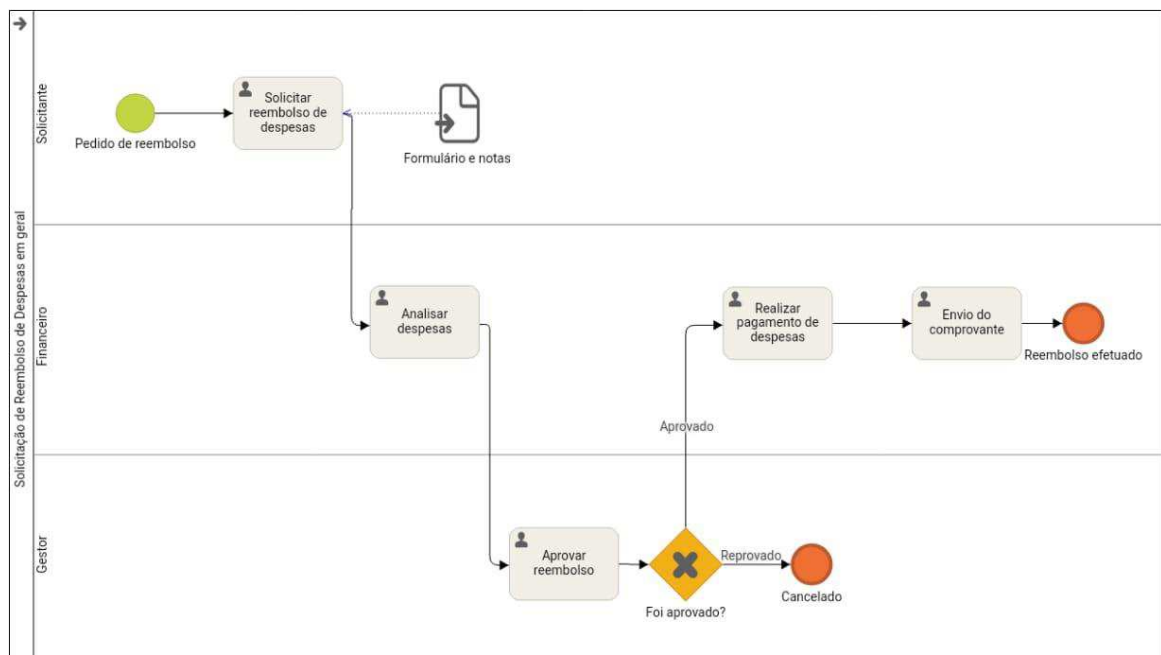 Solicitação de Reembolso de Despesas em geral
Solicitante
Pedido de reembolso
Solicitar
reembolso de
despesas
Formulário e notas
Financeiro
Analisar
despesas
Realizar
pagamento de
despesas
Envio do
comprovante
Reembolso efetuado
Aprovado
Gestor
Aprovar
reembolso
Foi aprovado?
Reprovado
Cancelado